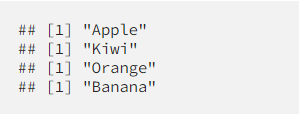 ## [1] "Apple"
## [1] "Kiwi"
## [1] "Orange"
## [1] "Banana"